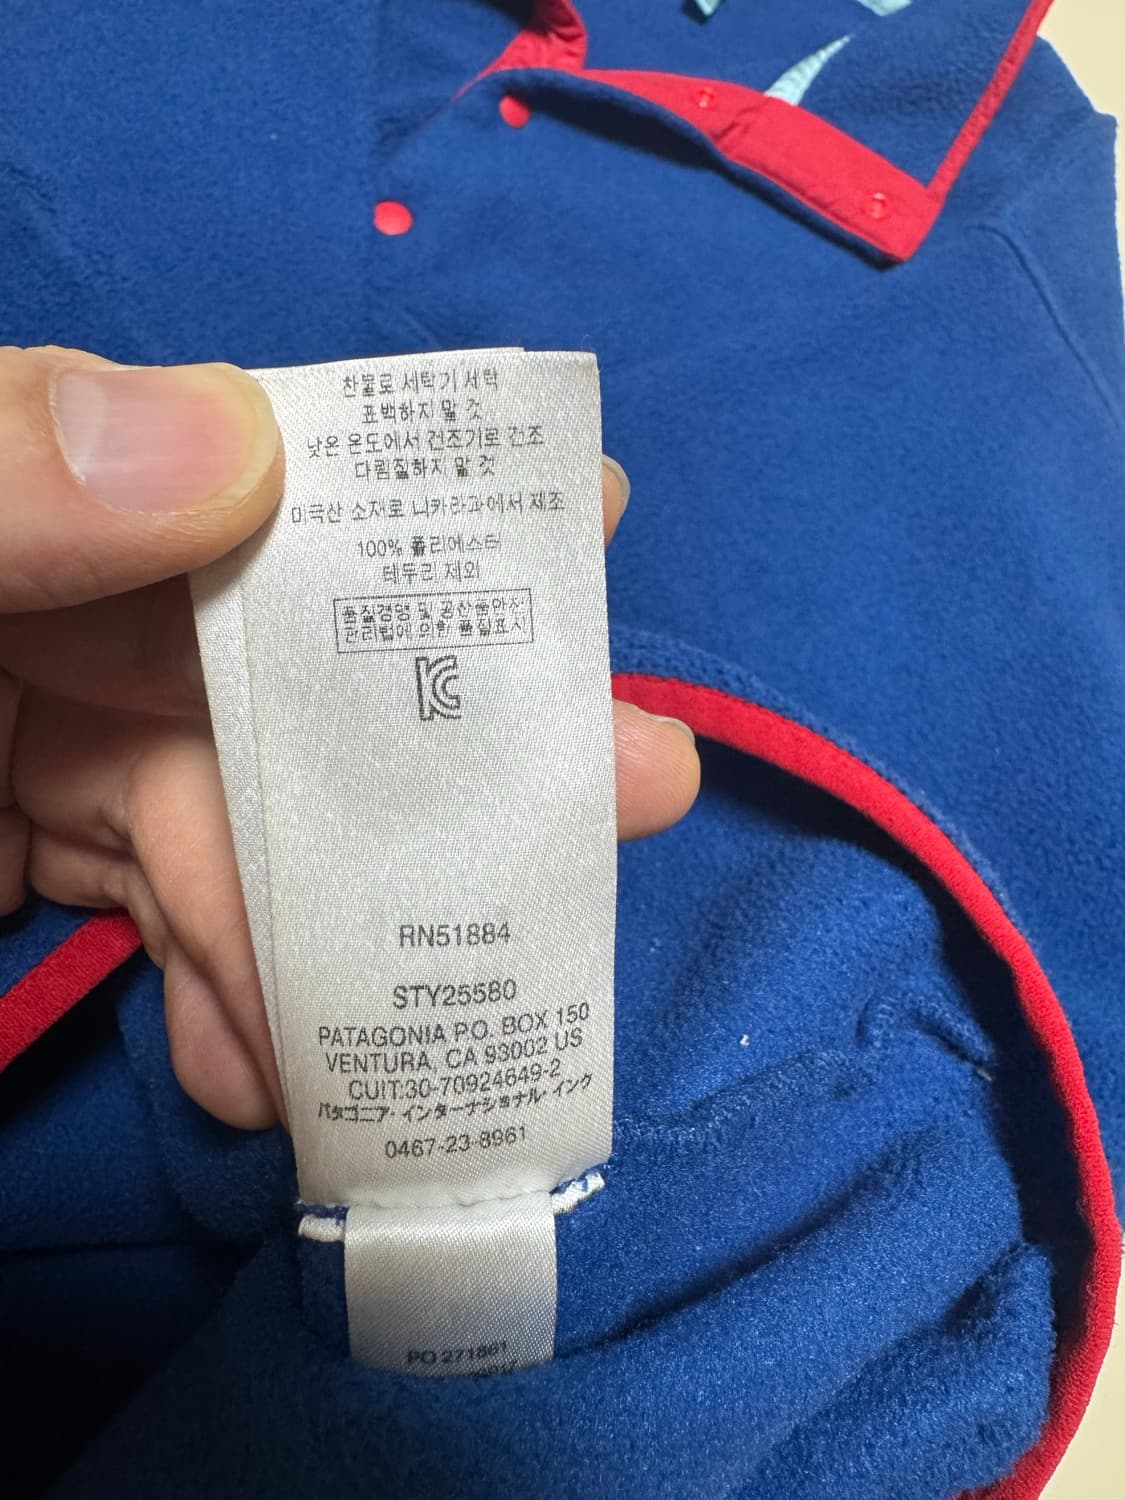 찬물로 세탁기 세탁
표백하지 말 것
낮은 온도에서 건조기로 건조
다림질하지 말 것
미국산 소재로 니카라과에서 제조
100% 폴리에스터
테두리 제외
품질경영 및 공산품안전
관리법에 의한 품질표시
KC
RN51884
STY25580
PATAGONIA P.O. BOX 150
VENTURA, CA 93002 US
CUIT:30-70924649-2
パタゴニア・インターナショナル・インク
0467-23-8961
PO 271881